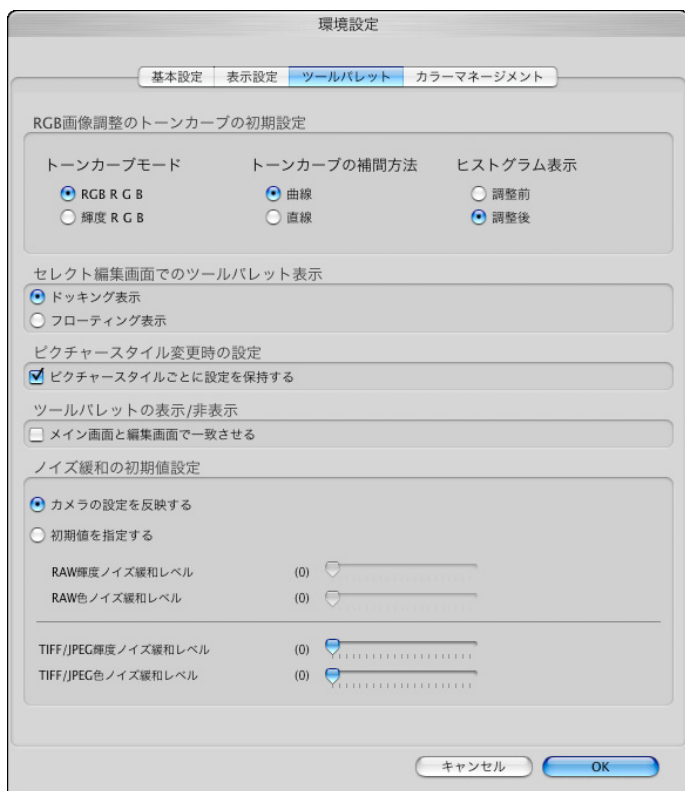 環境設定
基本設定 表示設定 ツールパレット カラーマネージメント
RGB画像調整のトーンカーブの初期設定
トーンカーブモード トーンカーブの補間方法 ヒストグラム表示
RGB R G B 曲線 調整前
輝度 R G B 直線 調整後
セレクト編集画面でのツールパレット表示
ドッキング表示
フローティング表示
ピクチャースタイル変更時の設定
ピクチャースタイルごとに設定を保持する
ツールパレットの表示/非表示
メイン画面と編集画面で一致させる
ノイズ緩和の初期値設定
カメラの設定を反映する
初期値を指定する
RAW輝度ノイズ緩和レベル (0)
RAW色ノイズ緩和レベル (0)
TIFF/JPEG輝度ノイズ緩和レベル (0)
TIFF/JPEG色ノイズ緩和レベル (0)
キャンセル OK